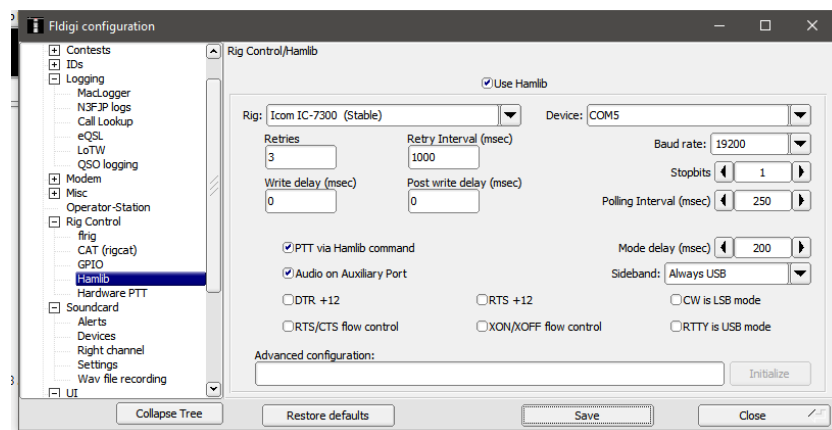 Fldigi configuration
Contests
IDs
Logging
MacLogger
N3FJP logs
Call Lookup
eQSL
LoTW
QSO logging
Modem
Misc
Operator-Station
Rig Control
flrig
CAT (rigcat)
GPIO
Hamlib
Hardware PTT
Soundcard
Alerts
Devices
Right channel
Settings
Wav file recording
UI
Collapse Tree
Rig Control/Hamlib
Use Hamlib
Rig: Icom IC-7300 (Stable) Device: COM5
Retries Retry Interval (msec) Baud rate: 19200
3 1000
Stopbits 1
Write delay (msec) Post write delay (msec)
0 0 Polling Interval (msec) 250
PTT via Hamlib command Mode delay (msec) 200
Audio on Auxiliary Port Sideband: Always USB
DTR +12 RTS +12 CW is LSB mode
RTS/CTS flow control XON/XOFF flow control RTTY is USB mode
Advanced configuration:
Initialize
Restore defaults Save Close